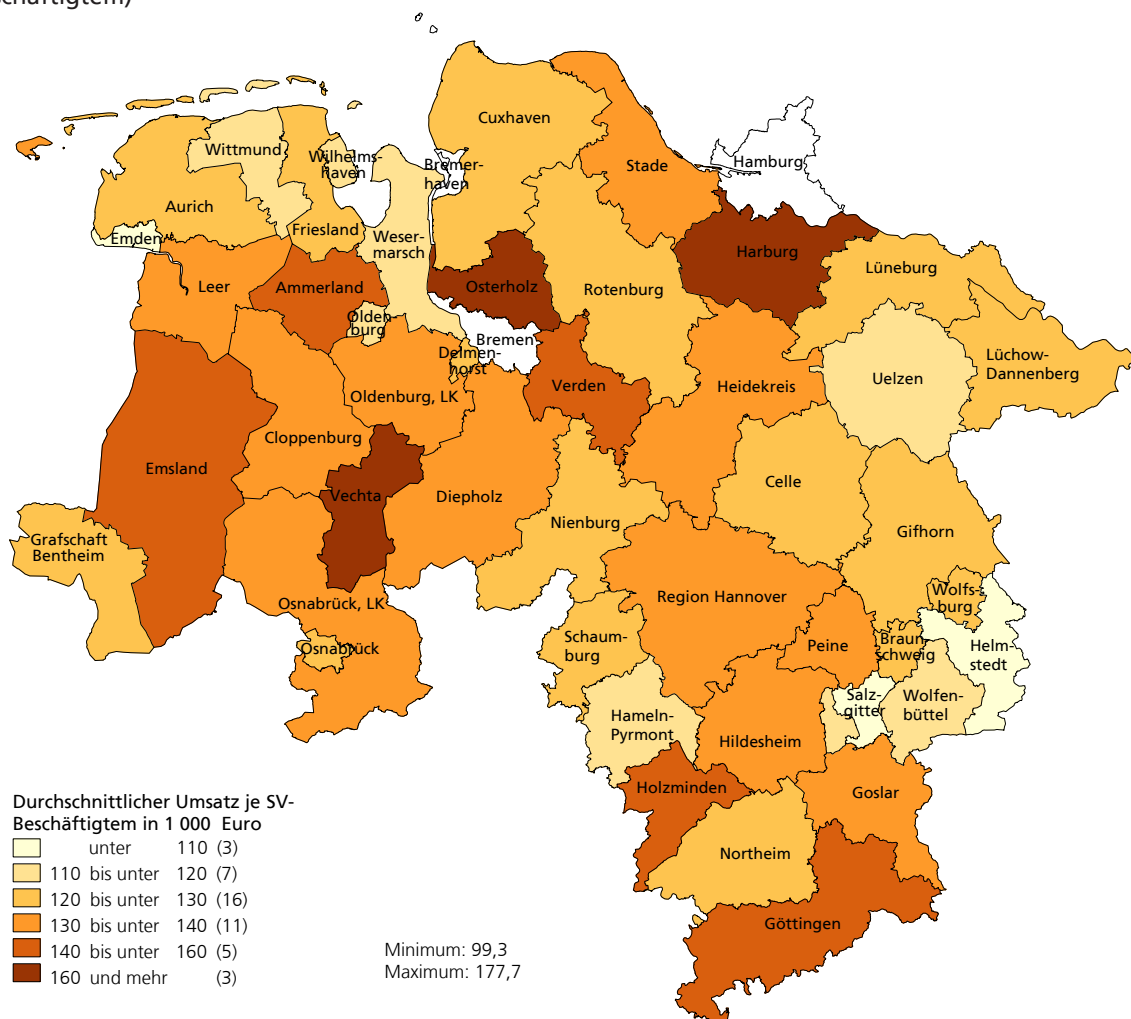 schäftigtem)
Cuxhaven
Wittmund
Wilhelms-
haven
Bremer-
haven
Stade
Hamburg
Aurich
Friesland
Emden
Weser-
marsch
Harburg
Lüneburg
Leer
Ammerland
Osterholz
Rotenburg
Olden-
burg
Bremen
Delmen-
horst
Lüchow-
Dannenberg
Uelzen
Verden
Heidekreis
Oldenburg, LK
Cloppenburg
Emsland
Vechta
Diepholz
Celle
Nienburg
Gifhorn
Grafschaft
Bentheim
Osnabrück, LK
Region Hannover
Wolfs-
burg
Osnabrück
Schaum-
burg
Peine
Braun-
schweig
Helm-
stedt
Salz-
gitter
Wolfen-
büttel
Hameln-
Pyrmont
Hildesheim
Holzminden
Goslar
Northeim
Göttingen
Durchschnittlicher Umsatz je SV-
Beschäftigtem in 1 000 Euro
unter 110 (3)
110 bis unter 120 (7)
120 bis unter 130 (16)
130 bis unter 140 (11)
140 bis unter 160 (5)
160 und mehr (3)
Minimum: 99,3
Maximum: 177,7